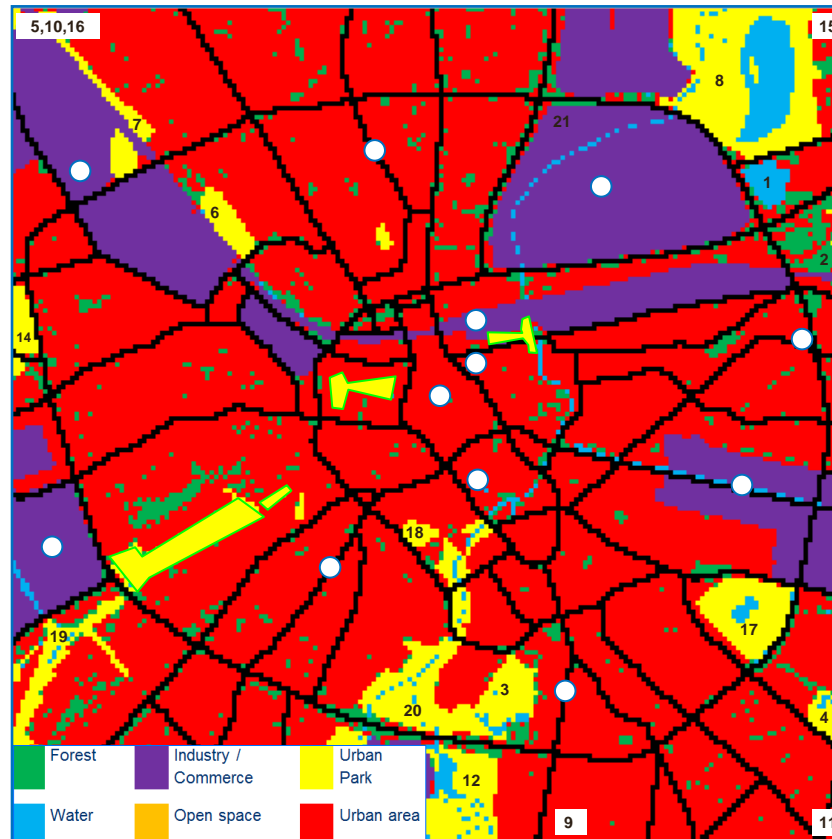 5,10,16
15
8
7
21
1
6
2
14
18
17
19
3
20
4
12
Forest
Industry /
Commerce
Urban
Park
Water
Open space
Urban area
9
11